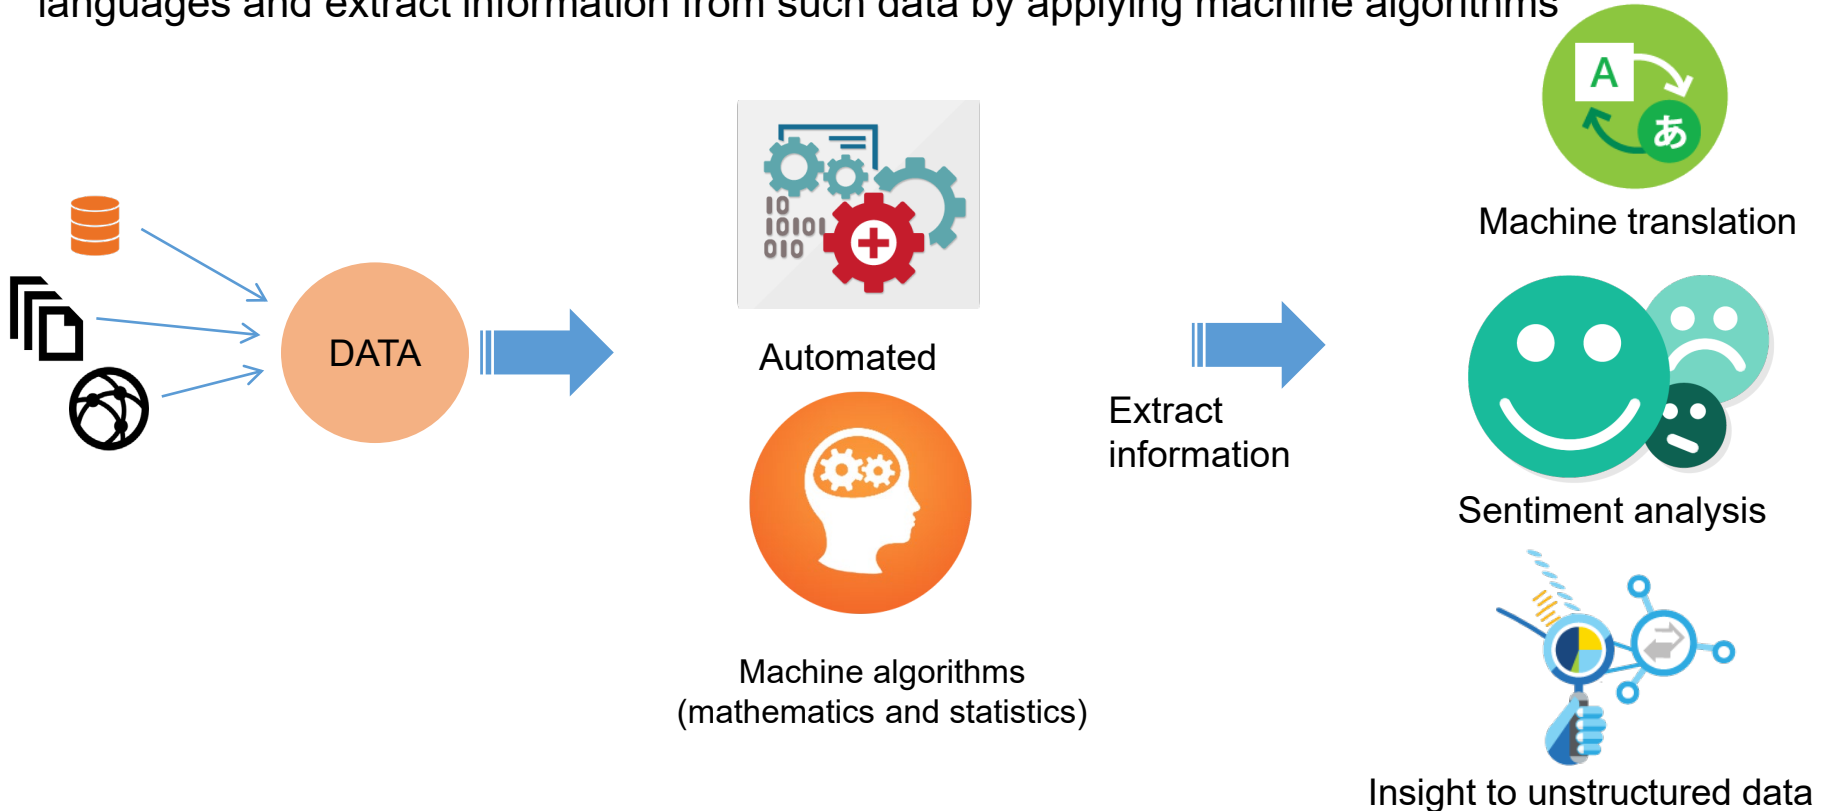 languages and extract information from such data by applying machine algorithms
A
あ
Machine translation
10
10101
010
DATA
Automated
Extract
information
Sentiment analysis
Machine algorithms
(mathematics and statistics)
Insight to unstructured data